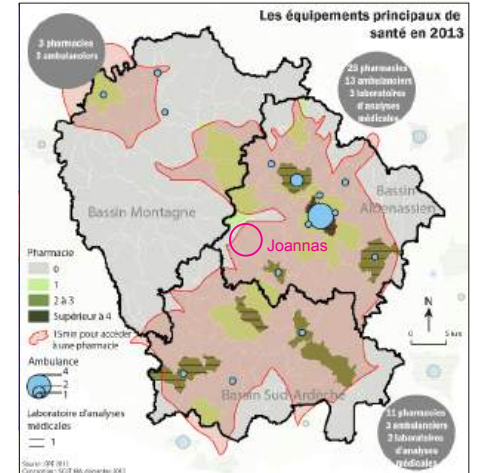 Les équipements principaux de
santé en 2013
3 pharmacies
3 ambulanciers
25 pharmacies
13 ambulanciers
3 laboratoires
d'analyses
médicales
Bassin Montagne
Bassin
Albenassien
Joannas
Pharmacie
0
1
2 à 3
Supérieur à 4
15min pour accéder
à une pharmacie
Ambulance
4
2
1
Laboratoire d'analyses
médicales
1
N
0 5 km
Bassin Sud-Ardèche
11 pharmacies
3 ambulanciers
2 laboratoires
d'analyses
médicales